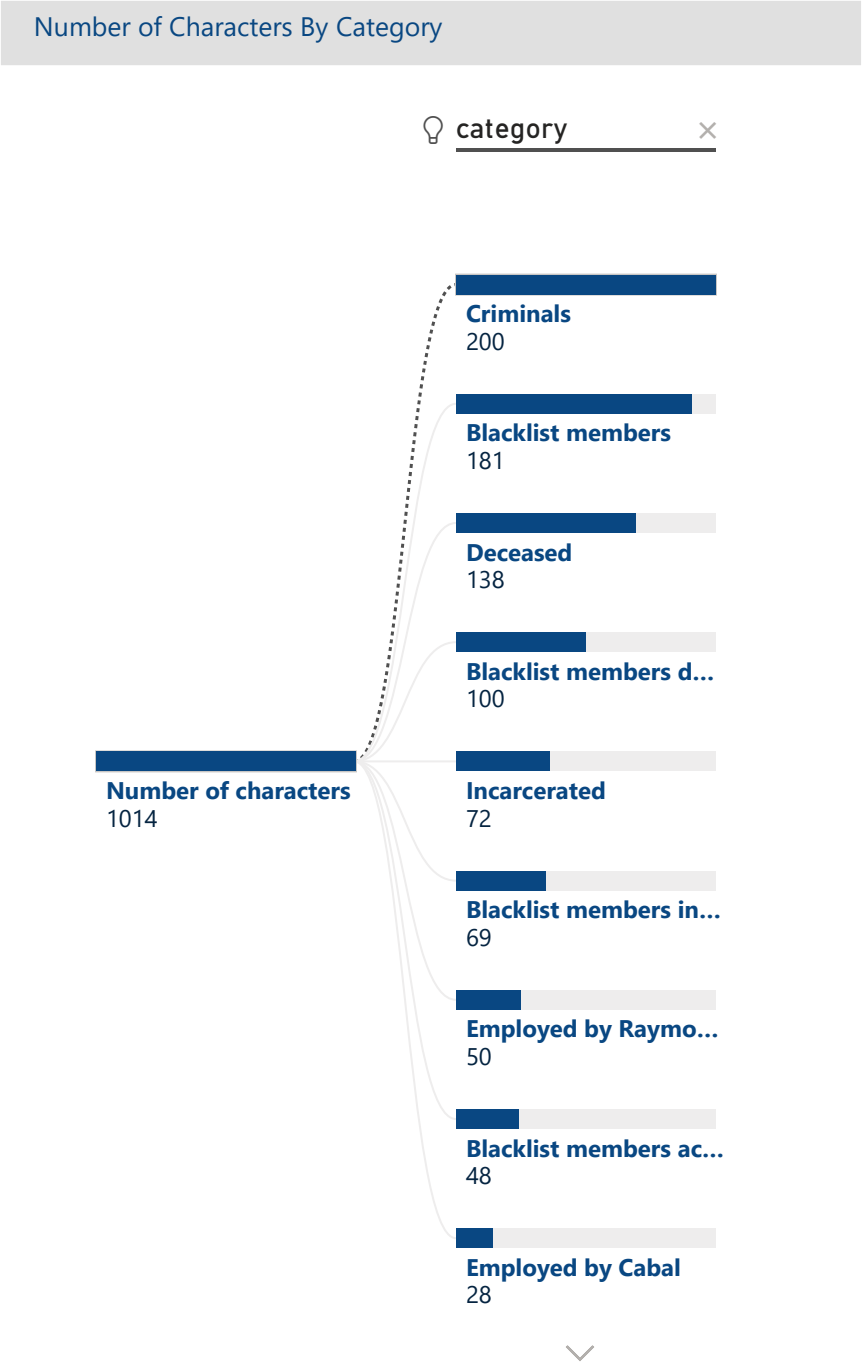 Number of Characters By Category
category
Criminals
200
Blacklist members
181
Deceased
138
Blacklist members d...
100
Number of characters
1014
Incarcerated
72
Blacklist members in...
69
Employed by Raymo...
50
Blacklist members ac...
48
Employed by Cabal
28